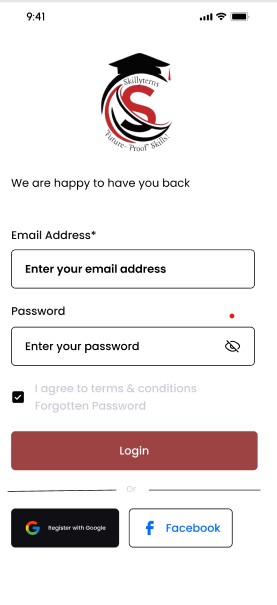 9:41
Skillyterns
"Future-"Proof" Skills."
We are happy to have you back
Email Address*
Enter your email address
Password
Enter your password
I agree to terms & conditions
Forgotten Password
Login
Or
Register with Google
Facebook